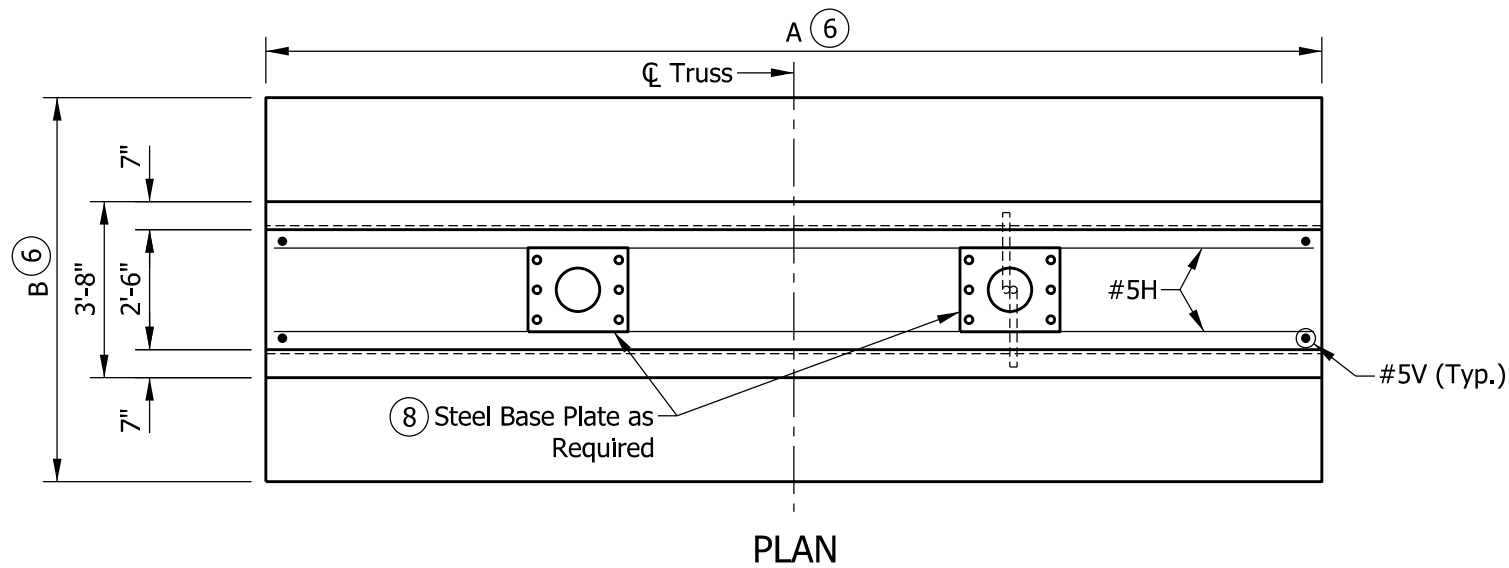 A 6
℄ Truss
7"
B 6
3'-8"
2'-6"
#5H
#5V (Typ.)
7"
8 Steel Base Plate as
Required
PLAN